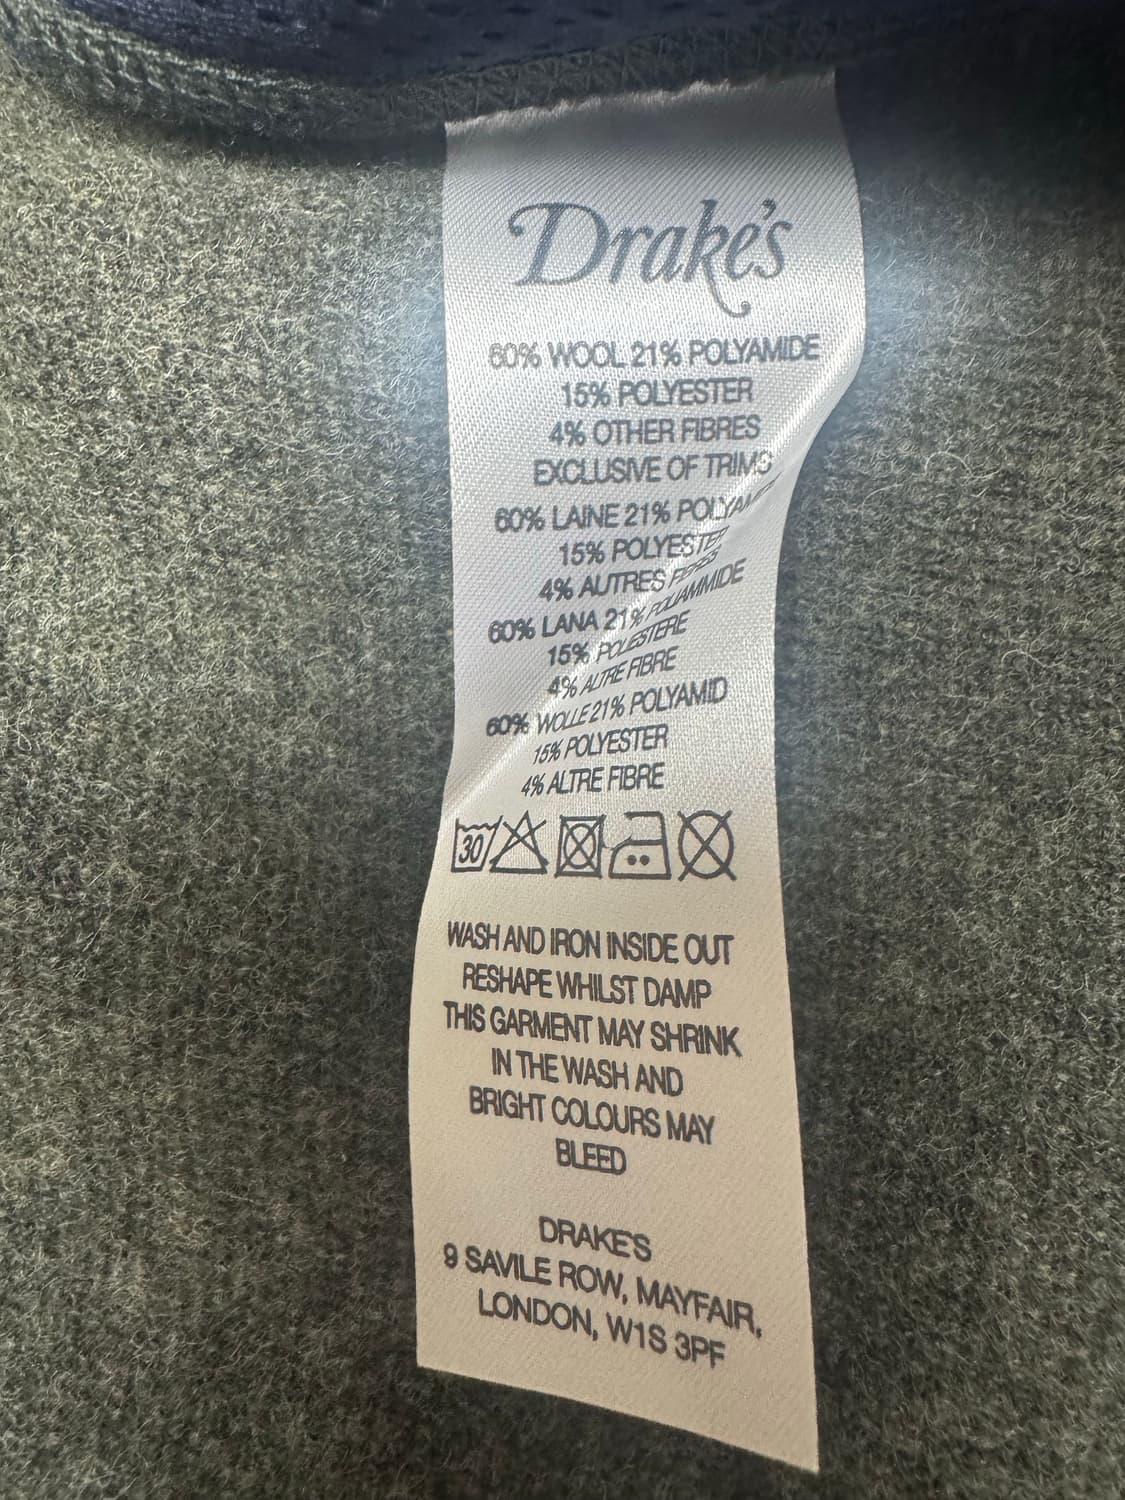 Drake's
60% WOOL 21% POLYAMIDE
15% POLYESTER
4% OTHER FIBRES
EXCLUSIVE OF TRIMS
60% LAINE 21% POLYAMIDE
15% POLYESTER
4% AUTRES FIBRES
60% LANA 21% POLIAMMIDE
15% POLIESTERE
4% ALTRE FIBRE
60% WOLLE 21% POLYAMID
15% POLYESTER
4% ALTRE FIBRE
30
WASH AND IRON INSIDE OUT
RESHAPE WHILST DAMP
THIS GARMENT MAY SHRINK
IN THE WASH AND
BRIGHT COLOURS MAY
BLEED
DRAKE'S
9 SAVILE ROW, MAYFAIR,
LONDON, W1S 3PF